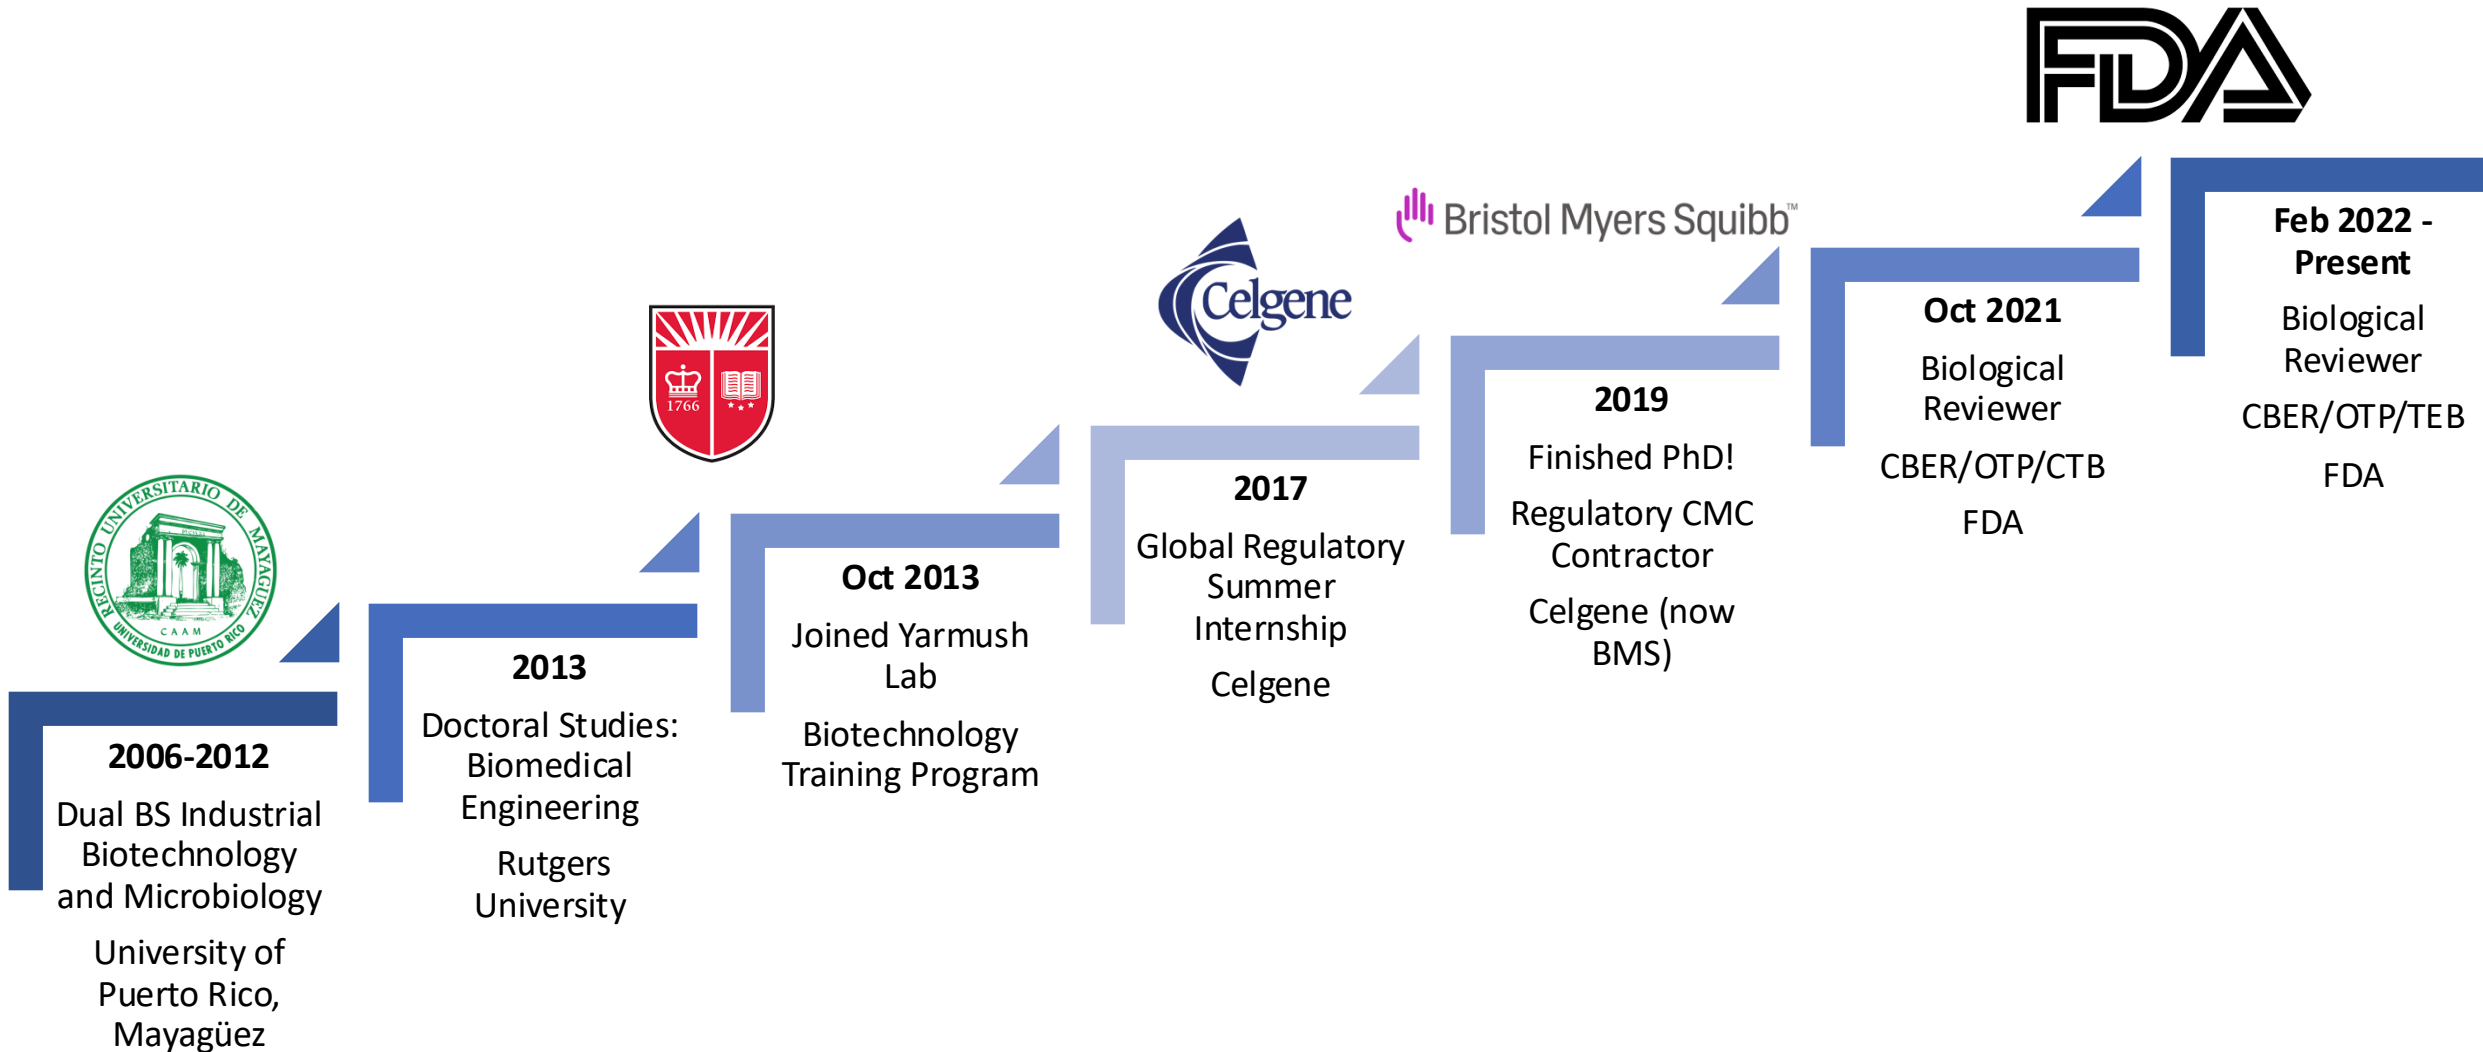 RECINTO UNIVERSITARIO DE MAYAGUEZ
CAAM
UNIVERSIDAD DE PUERTO RICO
2006-2012
Dual BS Industrial
Biotechnology
and Microbiology
University of
Puerto Rico,
Mayagüez
1766
2013
Doctoral Studies:
Biomedical
Engineering
Rutgers
University
Oct 2013
Joined Yarmush
Lab
Biotechnology
Training Program
Celgene
2017
Global Regulatory
Summer
Internship
Celgene
Bristol Myers Squibb™
2019
Finished PhD!
Regulatory CMC
Contractor
Celgene (now
BMS)
Oct 2021
Biological
Reviewer
CBER/OTP/CTB
FDA
FDA
Feb 2022 -
Present
Biological
Reviewer
CBER/OTP/TEB
FDA